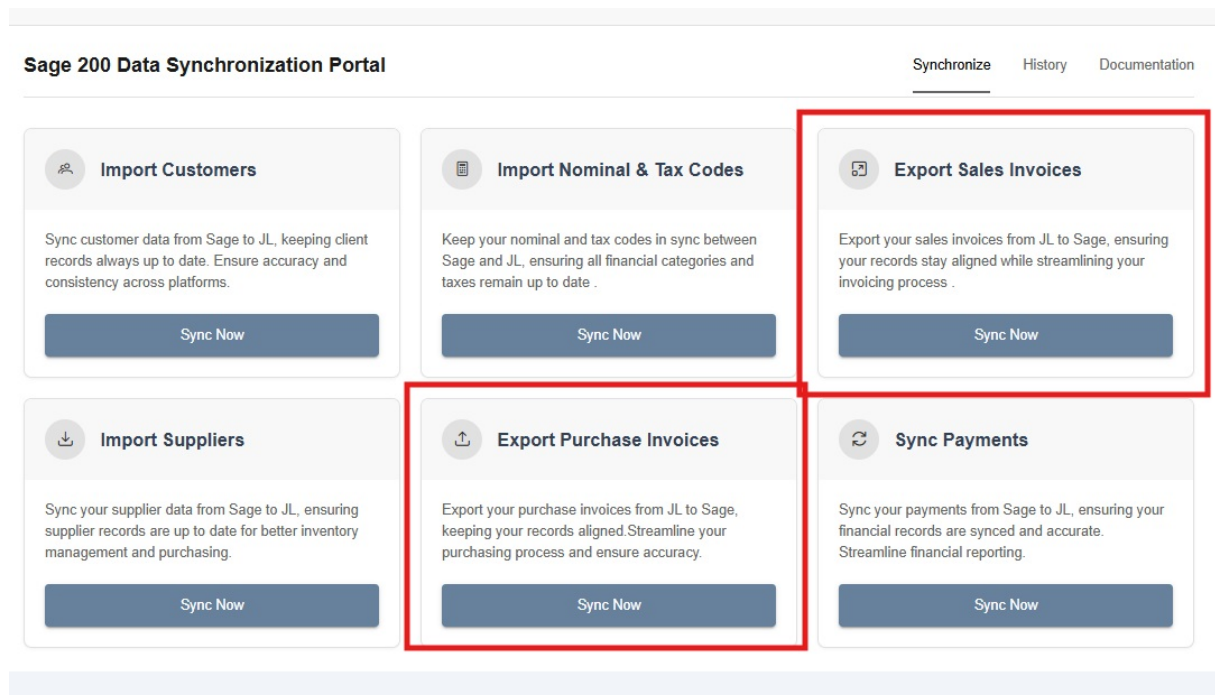 Sage 200 Data Synchronization Portal
Synchronize
History
Documentation
Import Customers
Sync customer data from Sage to JL, keeping client
records always up to date. Ensure accuracy and
consistency across platforms.
Sync Now
Import Nominal & Tax Codes
Keep your nominal and tax codes in sync between
Sage and JL, ensuring all financial categories and
taxes remain up to date .
Sync Now
Export Sales Invoices
Export your sales invoices from JL to Sage, ensuring
your records stay aligned while streamlining your
invoicing process .
Sync Now
Import Suppliers
Sync your supplier data from Sage to JL, ensuring
supplier records are up to date for better inventory
management and purchasing.
Sync Now
Export Purchase Invoices
Export your purchase invoices from JL to Sage,
keeping your records aligned.Streamline your
purchasing process and ensure accuracy.
Sync Now
Sync Payments
Sync your payments from Sage to JL, ensuring your
financial records are synced and accurate.
Streamline financial reporting.
Sync Now